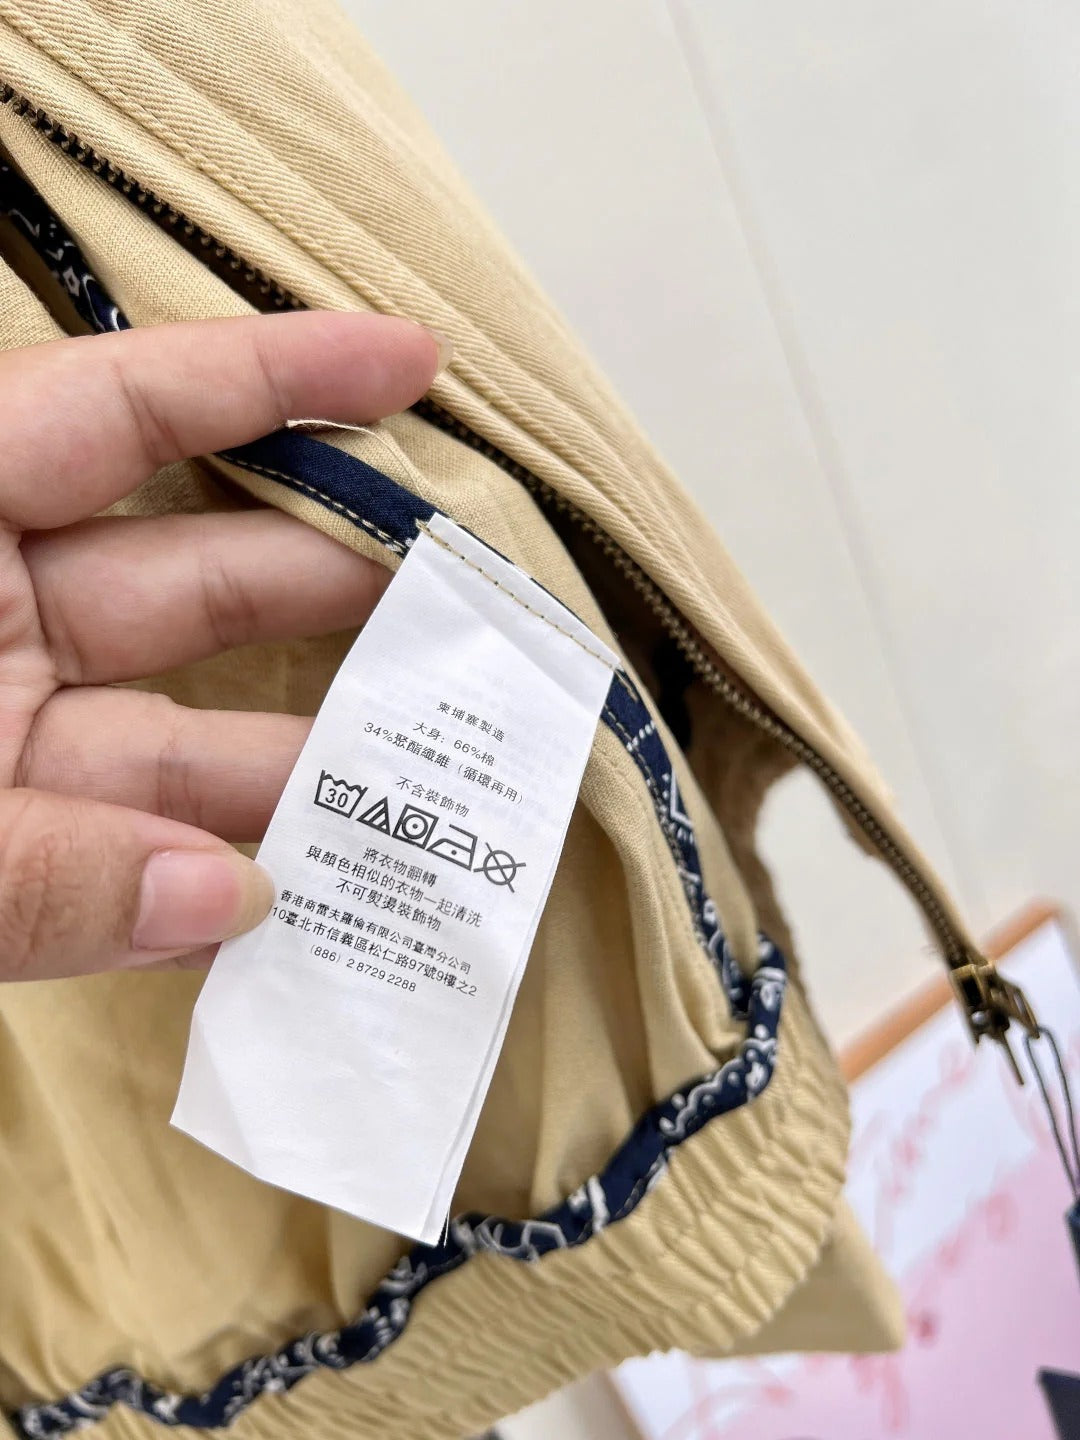 柬埔寨製造
大身: 66%棉
34%聚酯纖維 (循環再用)
不含裝飾物
30
將衣物翻轉
與顏色相似的衣物一起清洗
不可熨燙裝飾物
香港商雷夫羅倫有限公司臺灣分公司
110臺北市信義區松仁路97號9樓之2
(886) 2 8729 2288